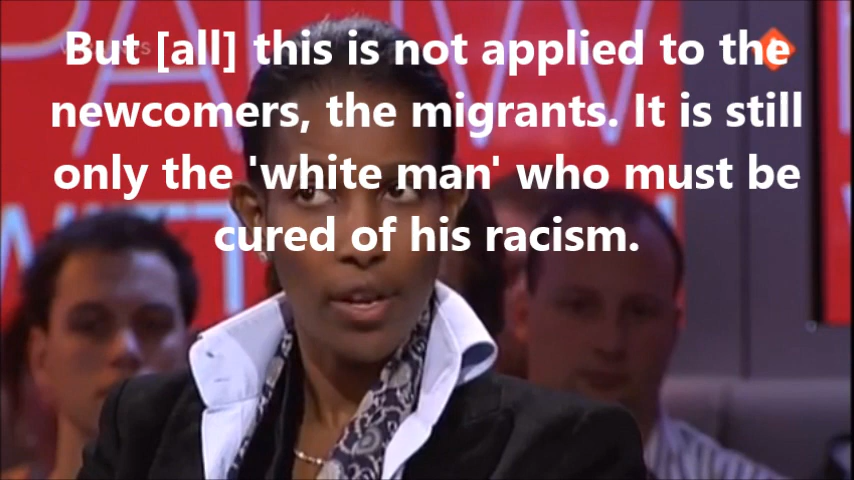 But [all] this is not applied to the
newcomers, the migrants. It is still
only the 'white man' who must be
cured of his racism.